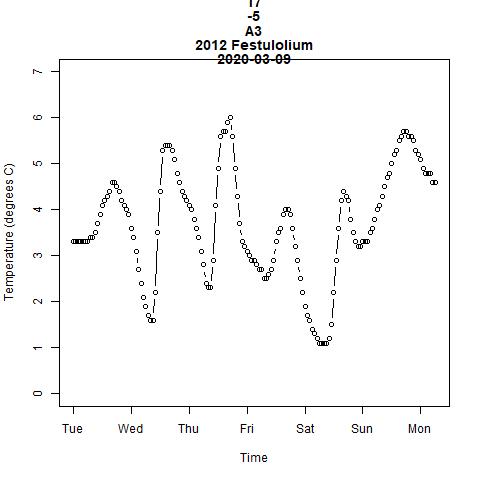 17
-5
A3
2012 Festulolium
2020-03-09
Temperature (degrees C)
7
6
5
4
3
2
1
0
Tue Wed Thu Fri Sat Sun Mon
Time